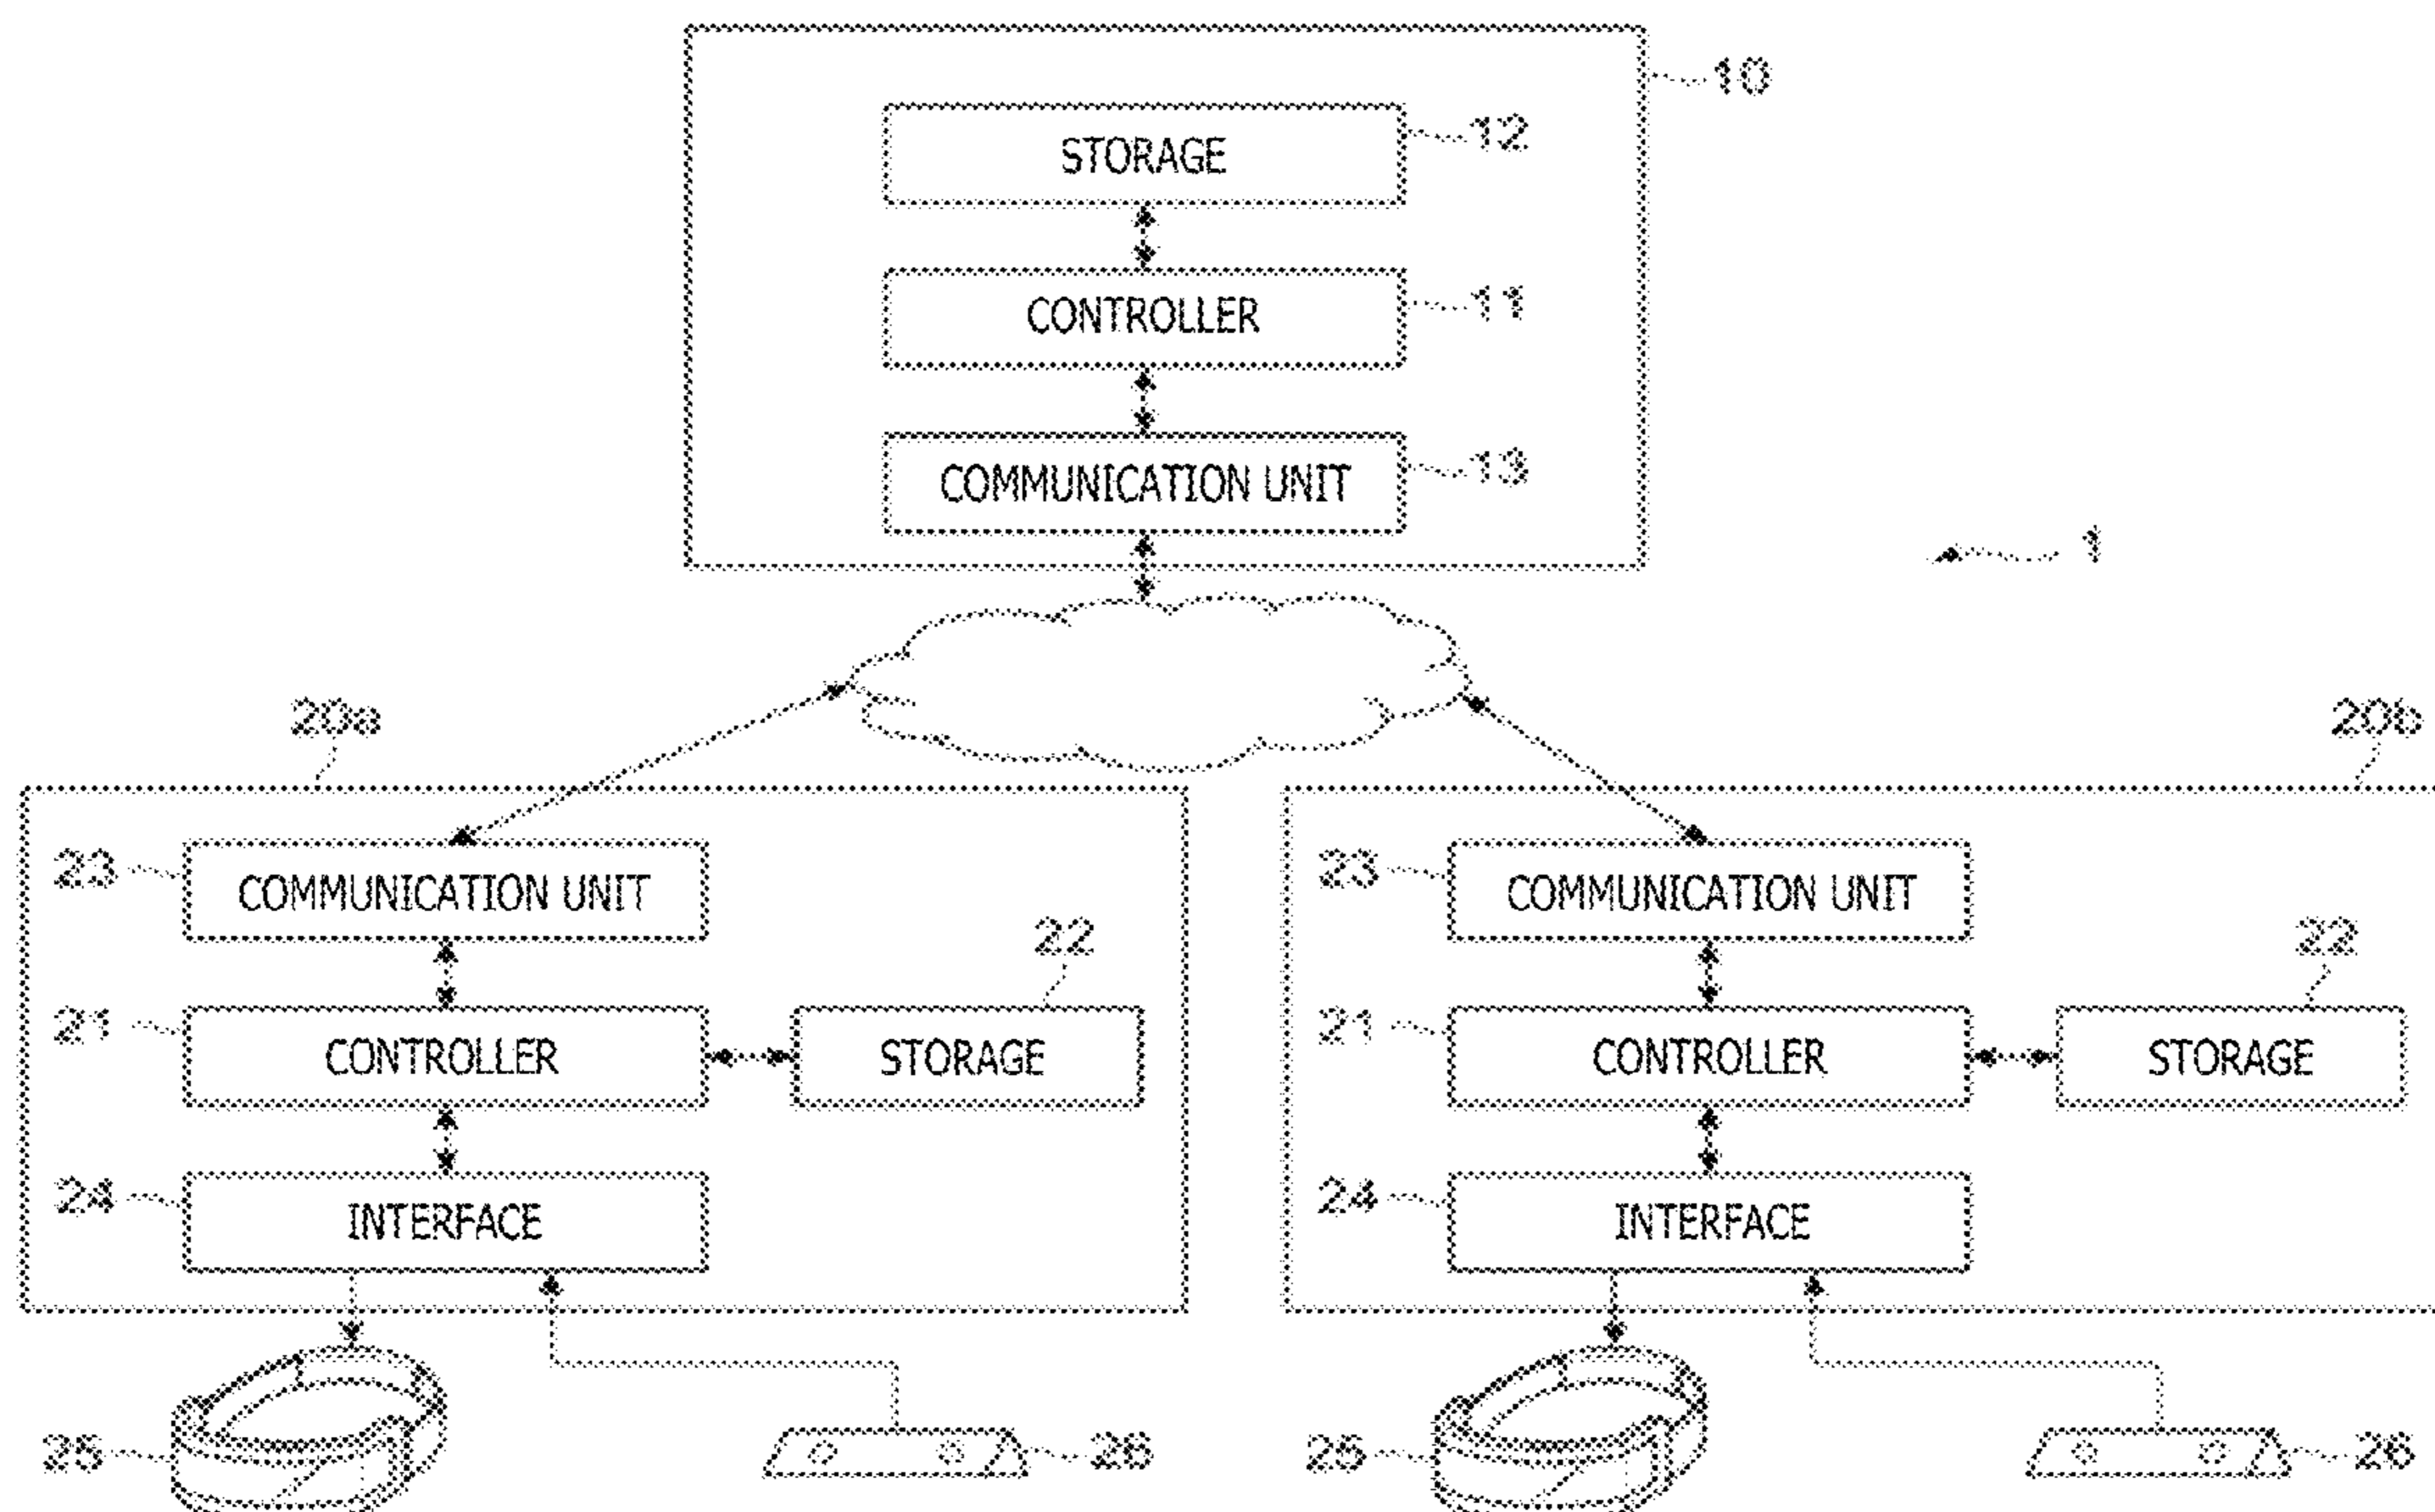 10
STORAGE 12
CONTROLLER 11
COMMUNICATION UNIT 13
1
20a 20b
23 COMMUNICATION UNIT 23 COMMUNICATION UNIT
22 22
21 CONTROLLER STORAGE 21 CONTROLLER STORAGE
24 INTERFACE 24 INTERFACE
25 26 25 26